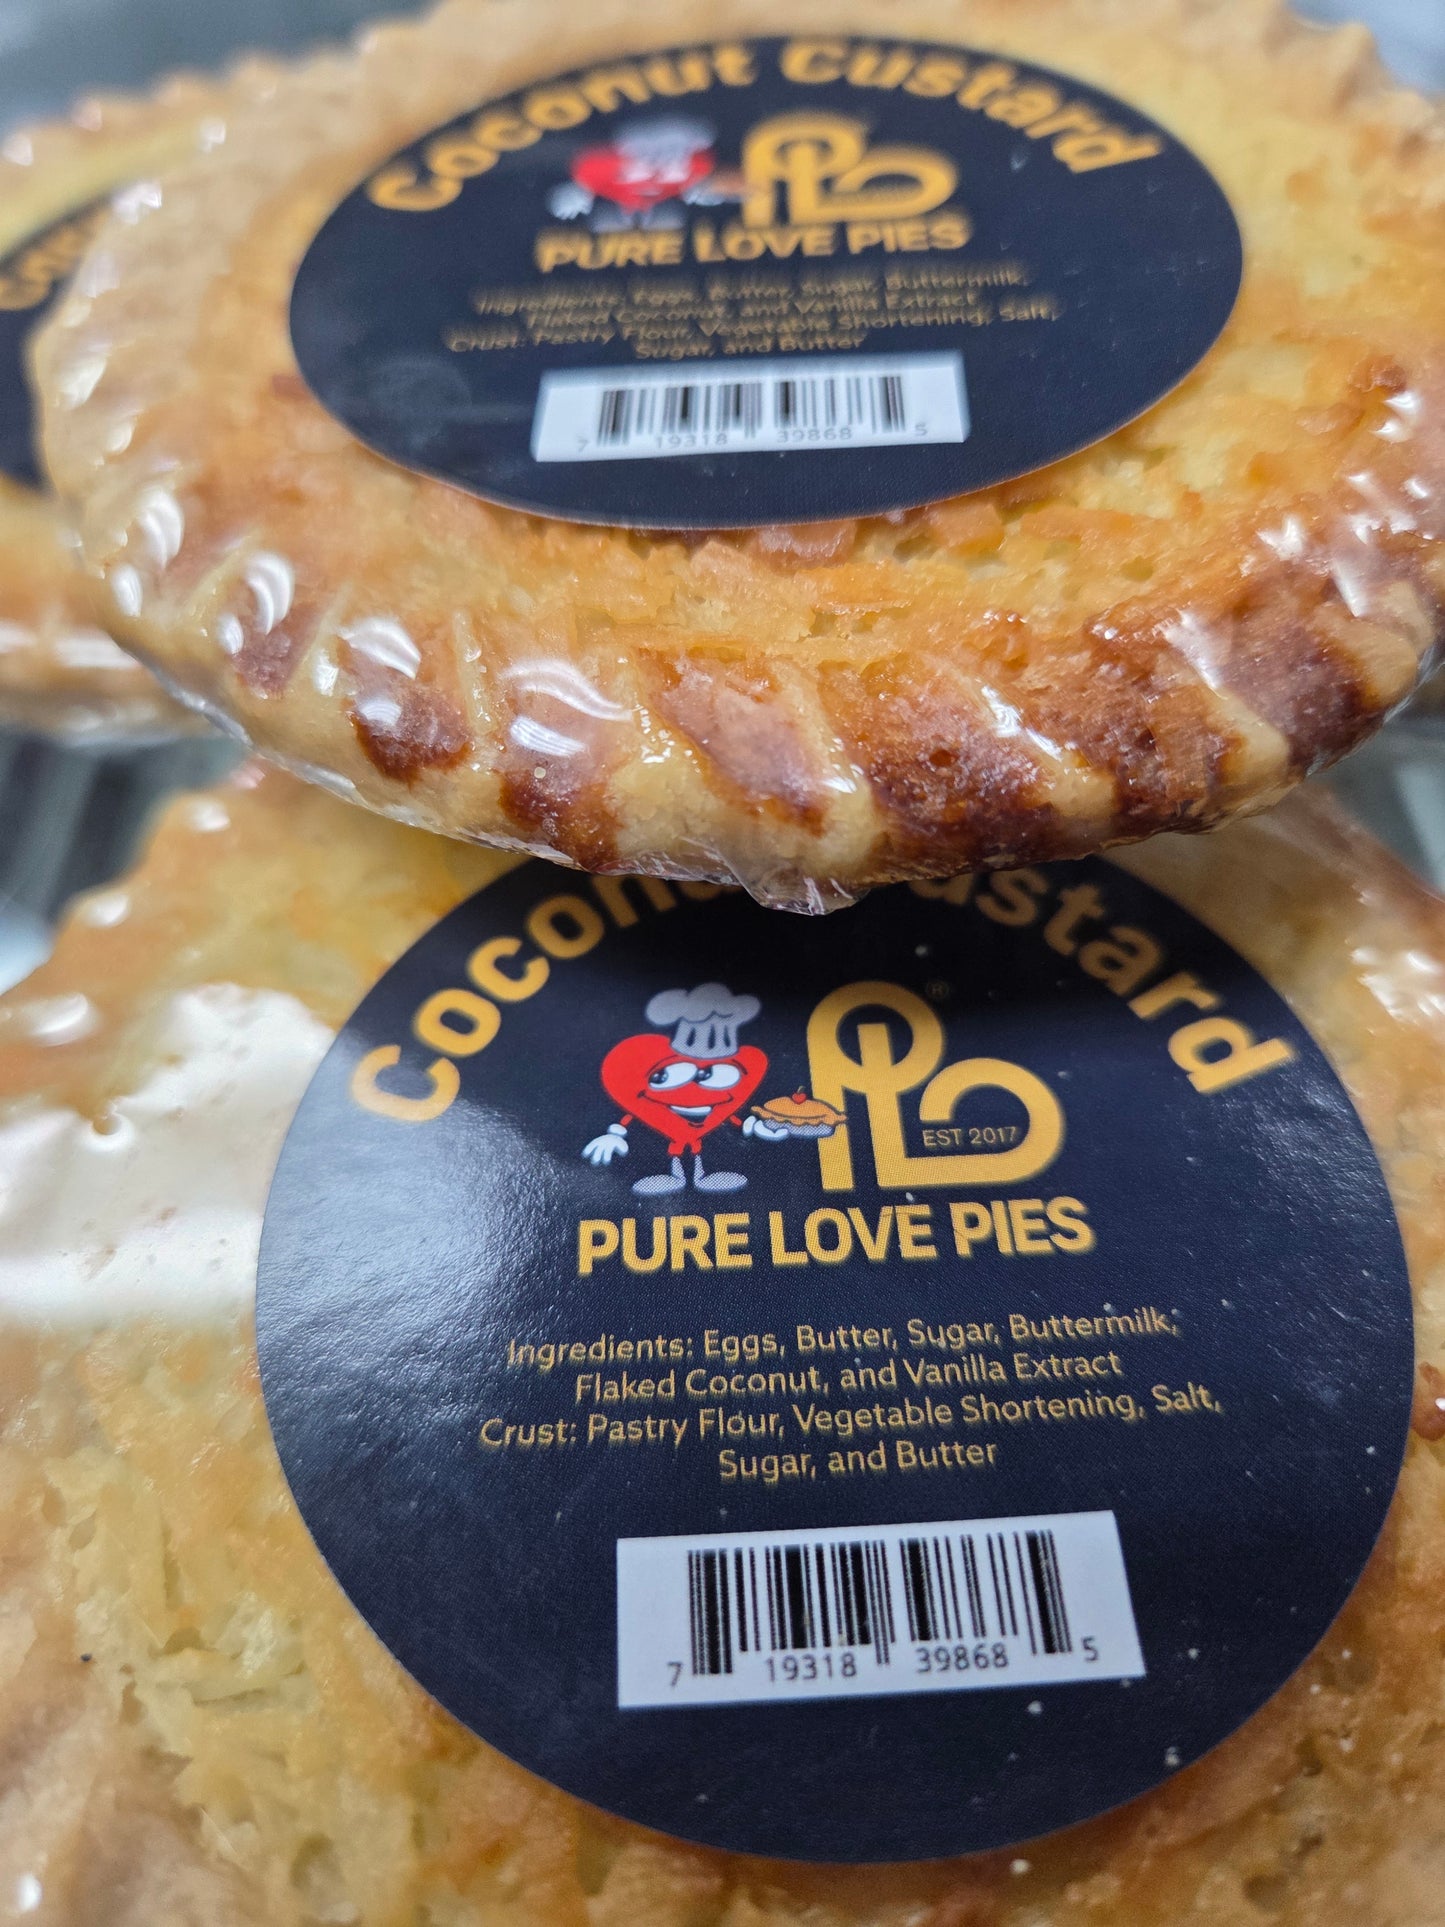 Coconut Custard
PURE LOVE PIES
Ingredients: Eggs, Butter, Sugar, Buttermilk,
Flaked Coconut, and Vanilla Extract
Crust: Pastry Flour, Vegetable Shortening, Salt,
Sugar, and Butter
7 19318 39868 5
Coconut Custard
®
EST 2017
PURE LOVE PIES
Ingredients: Eggs, Butter, Sugar, Buttermilk,
Flaked Coconut, and Vanilla Extract
Crust: Pastry Flour, Vegetable Shortening, Salt,
Sugar, and Butter
7 19318 39868 5